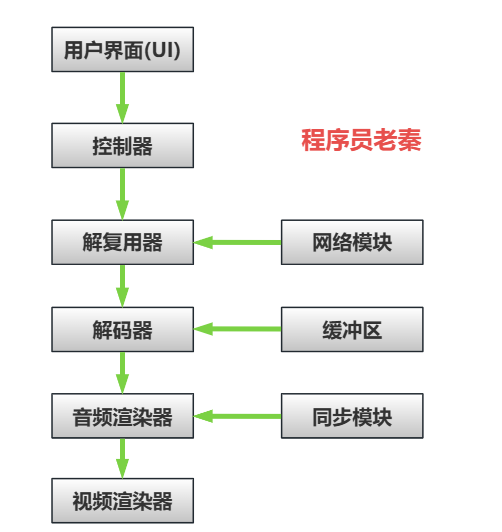 用户界面(UI)
控制器
程序员老秦
解复用器
网络模块
解码器
缓冲区
音频渲染器
同步模块
视频渲染器